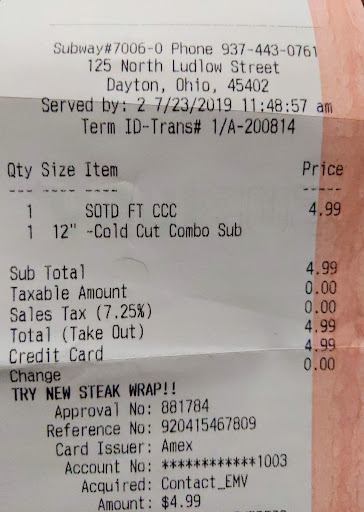 Subway#7006-0 Phone 937-443-0761
125 North Ludlow Street
Dayton, Ohio, 45402
Served by: 2 7/23/2019 11:48:57 am
Term ID-Trans# 1/A-200814
Qty Size Item Price
--- ---- ---- -----
1 SOTD FT CCC 4.99
1 12" -Cold Cut Combo Sub
Sub Total 4.99
Taxable Amount 0.00
Sales Tax (7.25%) 0.00
Total (Take Out) 4.99
Credit Card 4.99
Change 0.00
TRY NEW STEAK WRAP!!
Approval No: 881784
Reference No: 920415467809
Card Issuer: Amex
Account No: ************1003
Acquired: Contact_EMV
Amount: $4.99